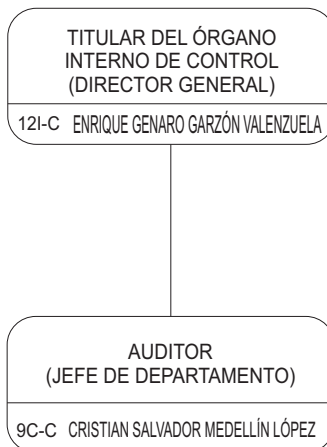 TITULAR DEL ÓRGANO
INTERNO DE CONTROL
(DIRECTOR GENERAL)
12I-C ENRIQUE GENARO GARZÓN VALENZUELA
AUDITOR
(JEFE DE DEPARTAMENTO)
9C-C CRISTIAN SALVADOR MEDELLÍN LÓPEZ